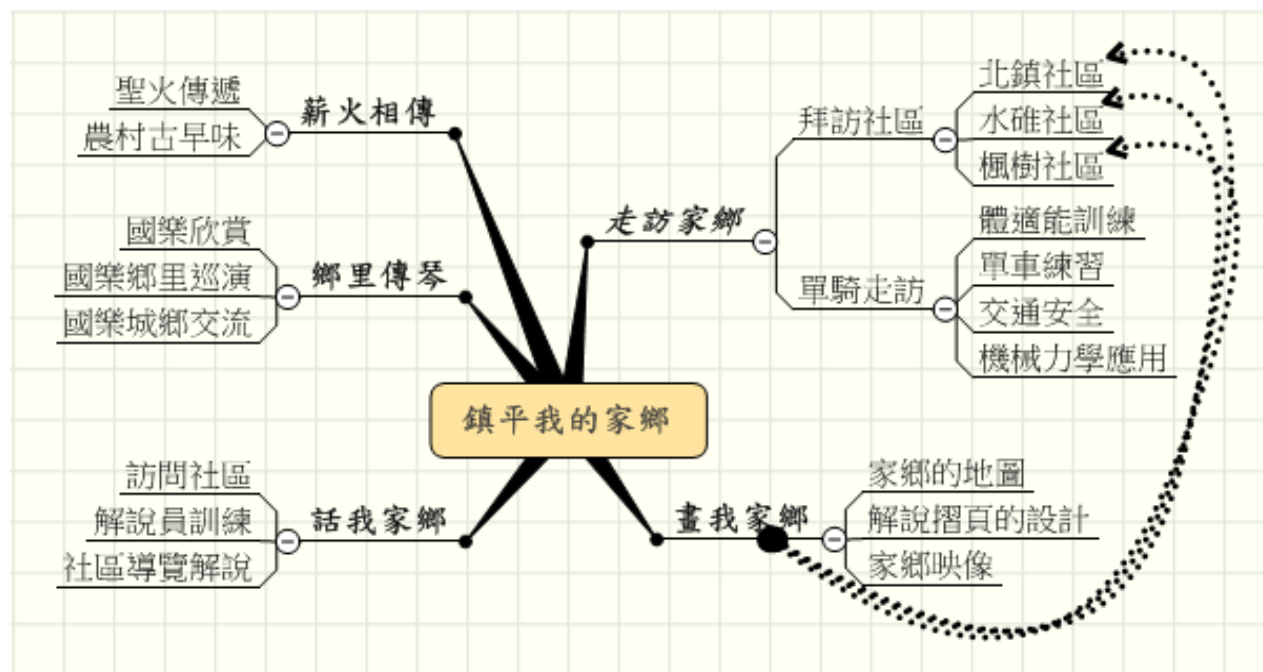 鎮平我的家鄉
薪火相傳
聖火傳遞
農村古早味
鄉里傳琴
國樂欣賞
國樂鄉里巡演
國樂城鄉交流
話我家鄉
訪問社區
解說員訓練
社區導覽解說
走訪家鄉
拜訪社區
北鎮社區
水碓社區
楓樹社區
單騎走訪
體適能訓練
單車練習
交通安全
機械力學應用
畫我家鄉
家鄉的地圖
解說摺頁的設計
家鄉映像